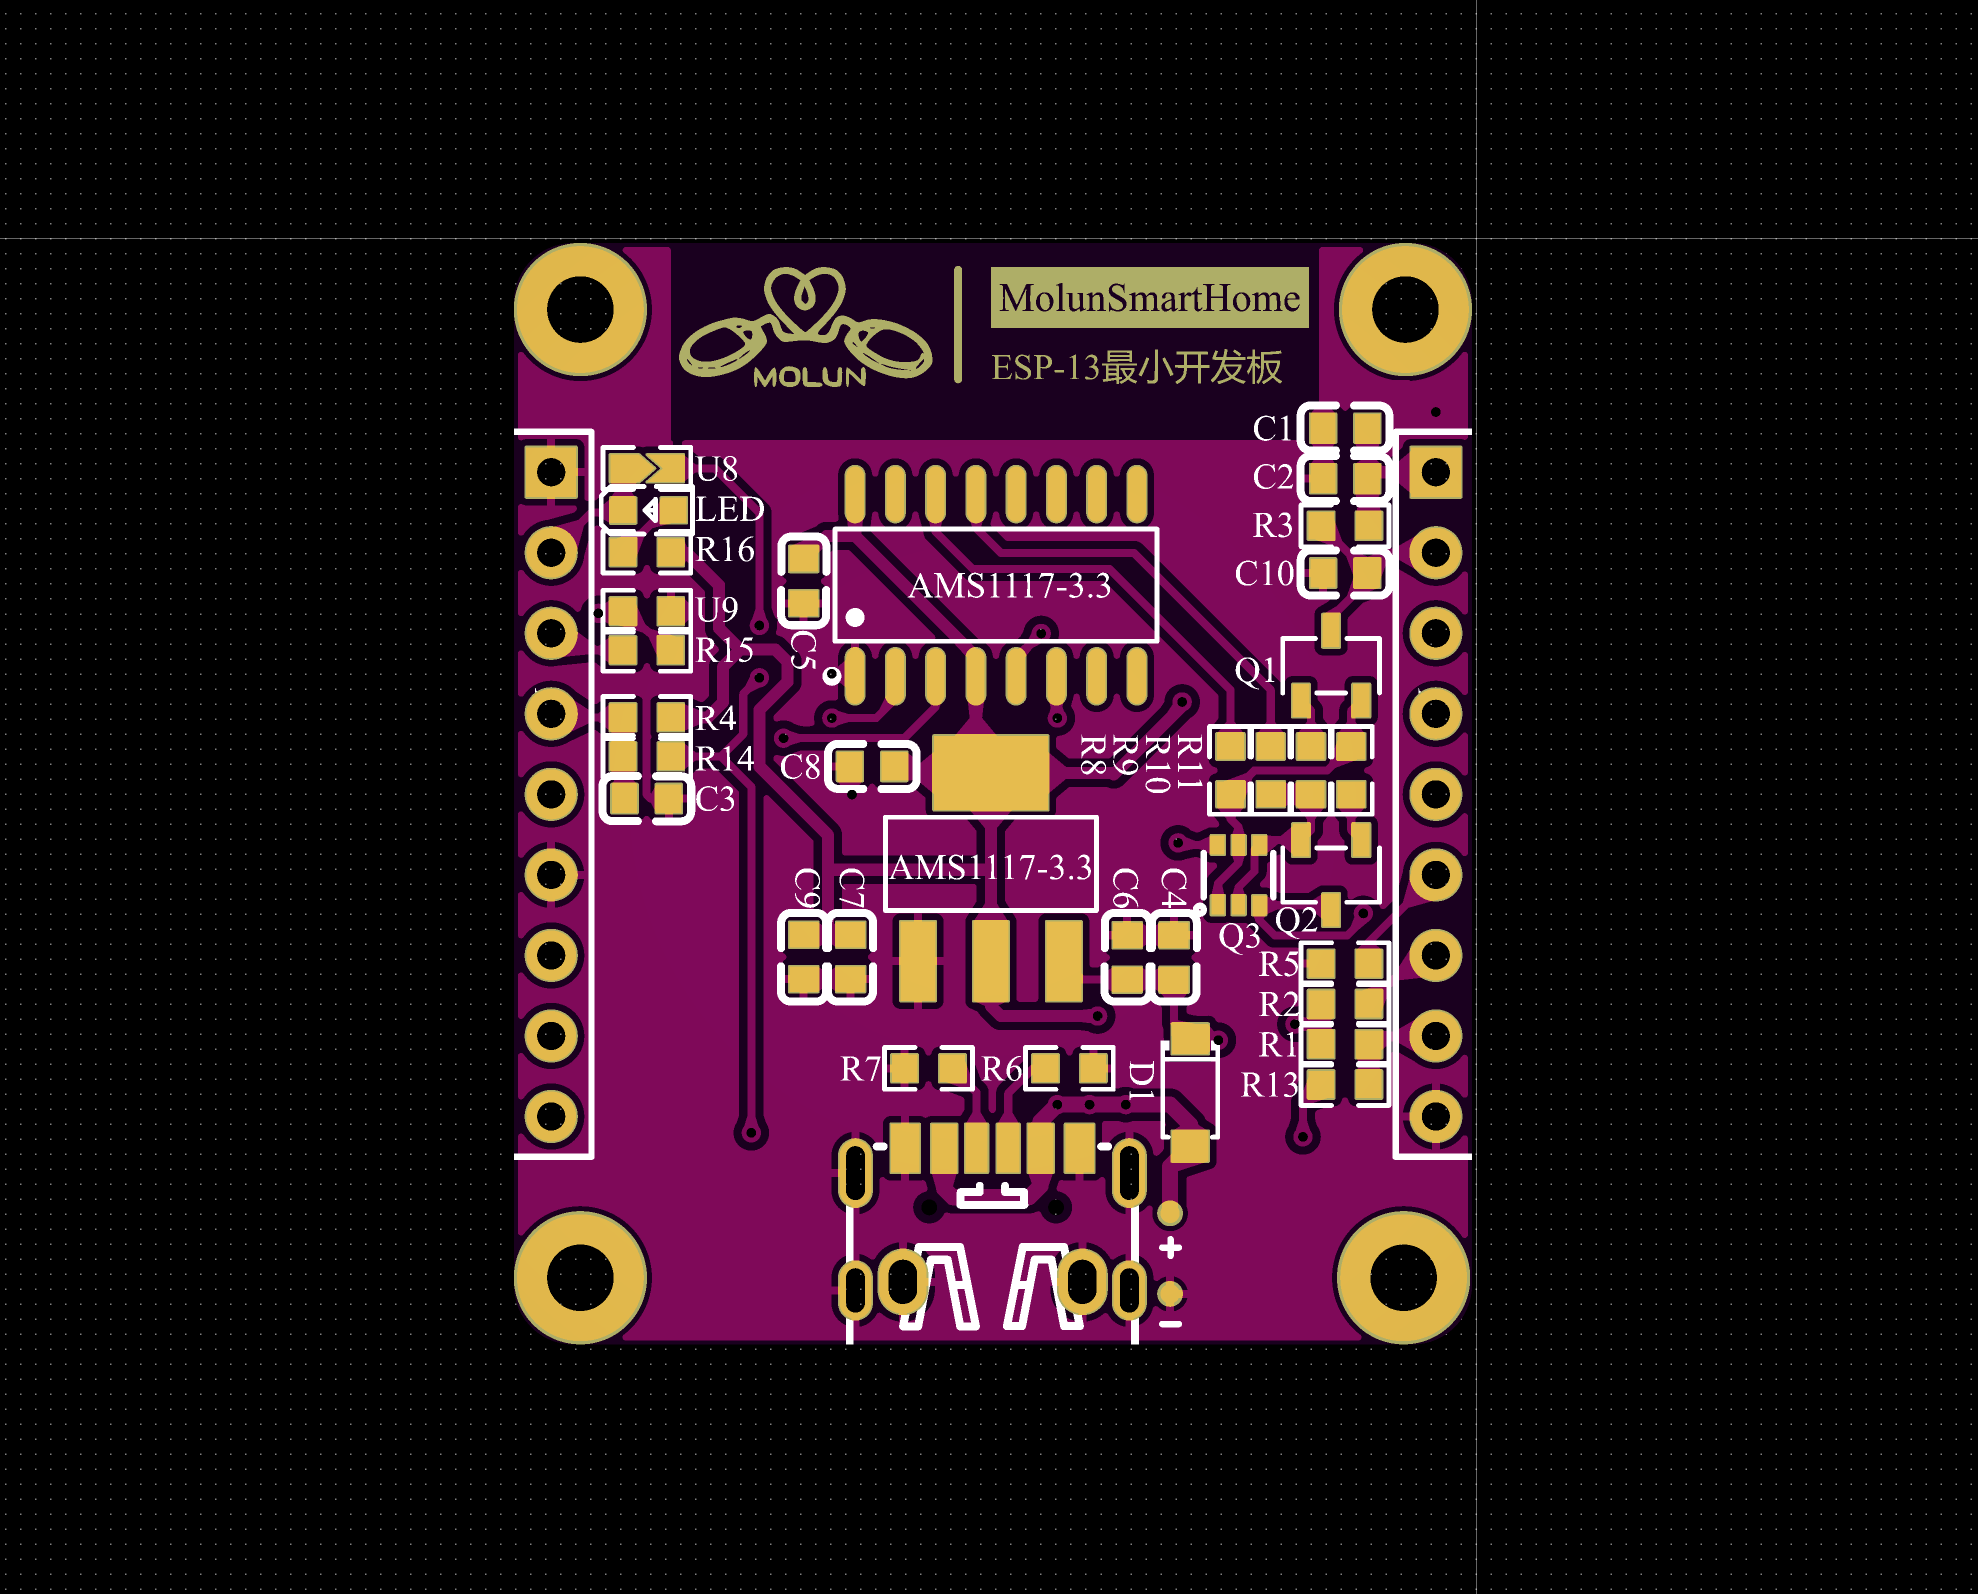 MOLUN
MolunSmartHome
ESP-13最小开发板
C1
U8
C2
LED
R3
R16
AMS1117-3.3
C10
U9
R15
C5
Q1
R4
R14
C8
R8
R9
R10
R11
C3
AMS1117-3.3
C9
C7
C6
C4
Q2
Q3
R5
R2
R1
R7
R6
D1
R13
+
-